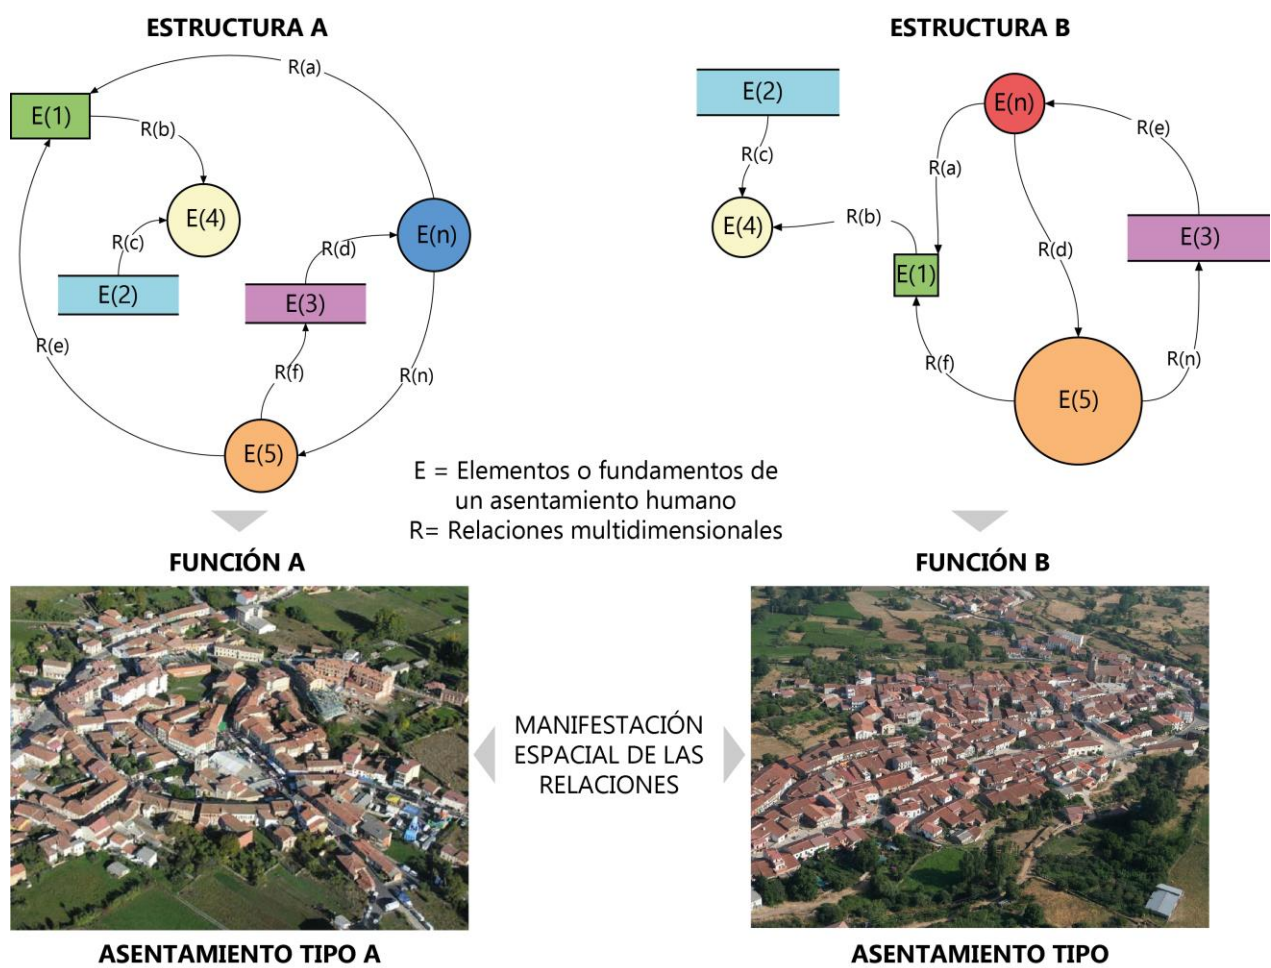 ESTRUCTURA A
R(a)
E(1)
R(b)
E(4)
R(c)
E(2)
E(n)
R(d)
E(3)
R(e)
R(f)
R(n)
E(5)
ESTRUCTURA B
E(2)
E(n)
R(e)
R(c)
R(a)
E(4)
R(b)
E(3)
R(d)
E(1)
R(f)
R(n)
E(5)
E = Elementos o fundamentos de
un asentamiento humano
R= Relaciones multidimensionales
FUNCIÓN A
FUNCIÓN B
MANIFESTACIÓN
ESPACIAL DE LAS
RELACIONES
ASENTAMIENTO TIPO A
ASENTAMIENTO TIPO